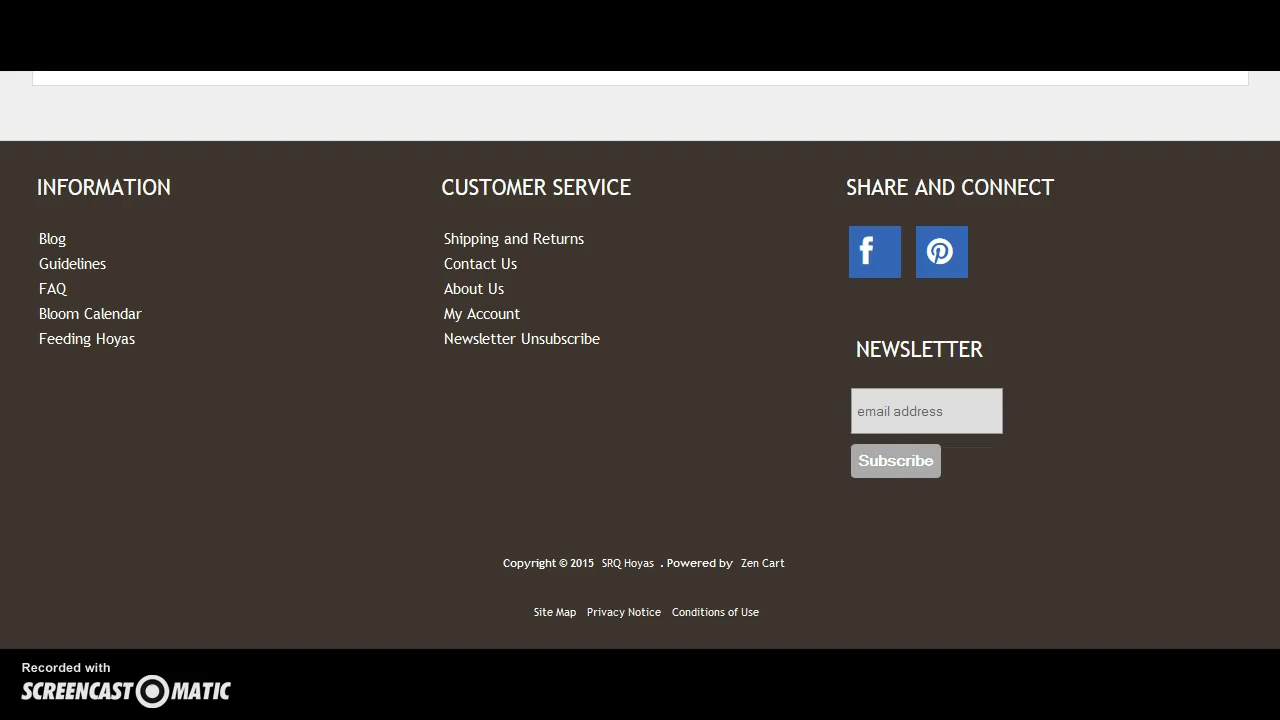 INFORMATION
Blog
Guidelines
FAQ
Bloom Calendar
Feeding Hoyas
CUSTOMER SERVICE
Shipping and Returns
Contact Us
About Us
My Account
Newsletter Unsubscribe
SHARE AND CONNECT
NEWSLETTER
email address
Subscribe
Copyright © 2015 SRQ Hoyas . Powered by Zen Cart
Site Map Privacy Notice Conditions of Use
Recorded with
SCREENCAST-O-MATIC